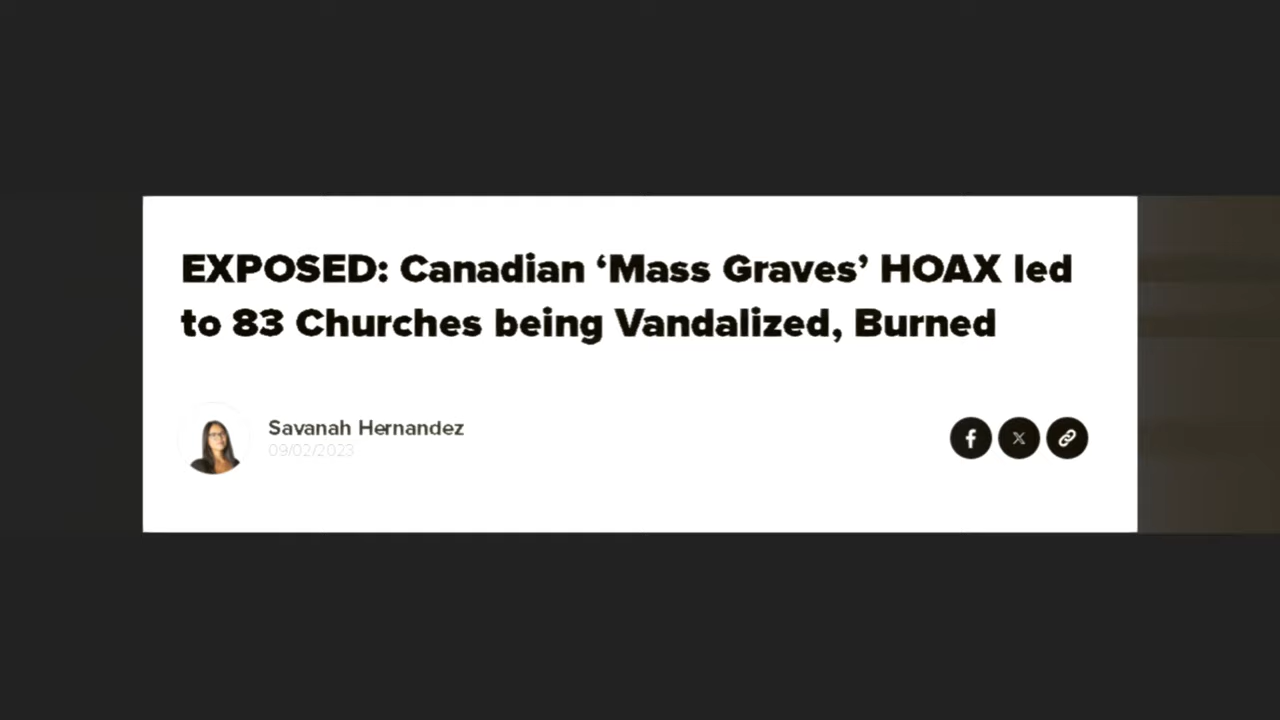 EXPOSED: Canadian ‘Mass Graves’ HOAX led
to 83 Churches being Vandalized, Burned
Savanah Hernandez
09/02/2023